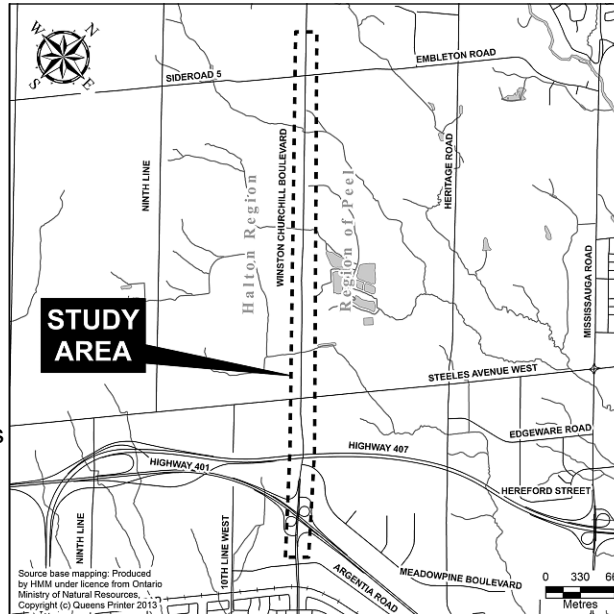 N
W
E
S
SIDEROAD 5
EMBLETON ROAD
NINTH LINE
Halton Region
WINSTON CHURCHILL BOULEVARD
Region of Peel
HERITAGE ROAD
MISSISSAUGA ROAD
STUDY
AREA
STEELES AVENUE WEST
EDGEWARE ROAD
HIGHWAY 407
HIGHWAY 401
HEREFORD STREET
NINTH LINE
10TH LINE WEST
ARGENTIA ROAD
MEADOWPINE BOULEVARD
Source base mapping: Produced
by HMM under licence from Ontario
Ministry of Natural Resources,
Copyright (c) Queens Printer 2013
0 330
Metres